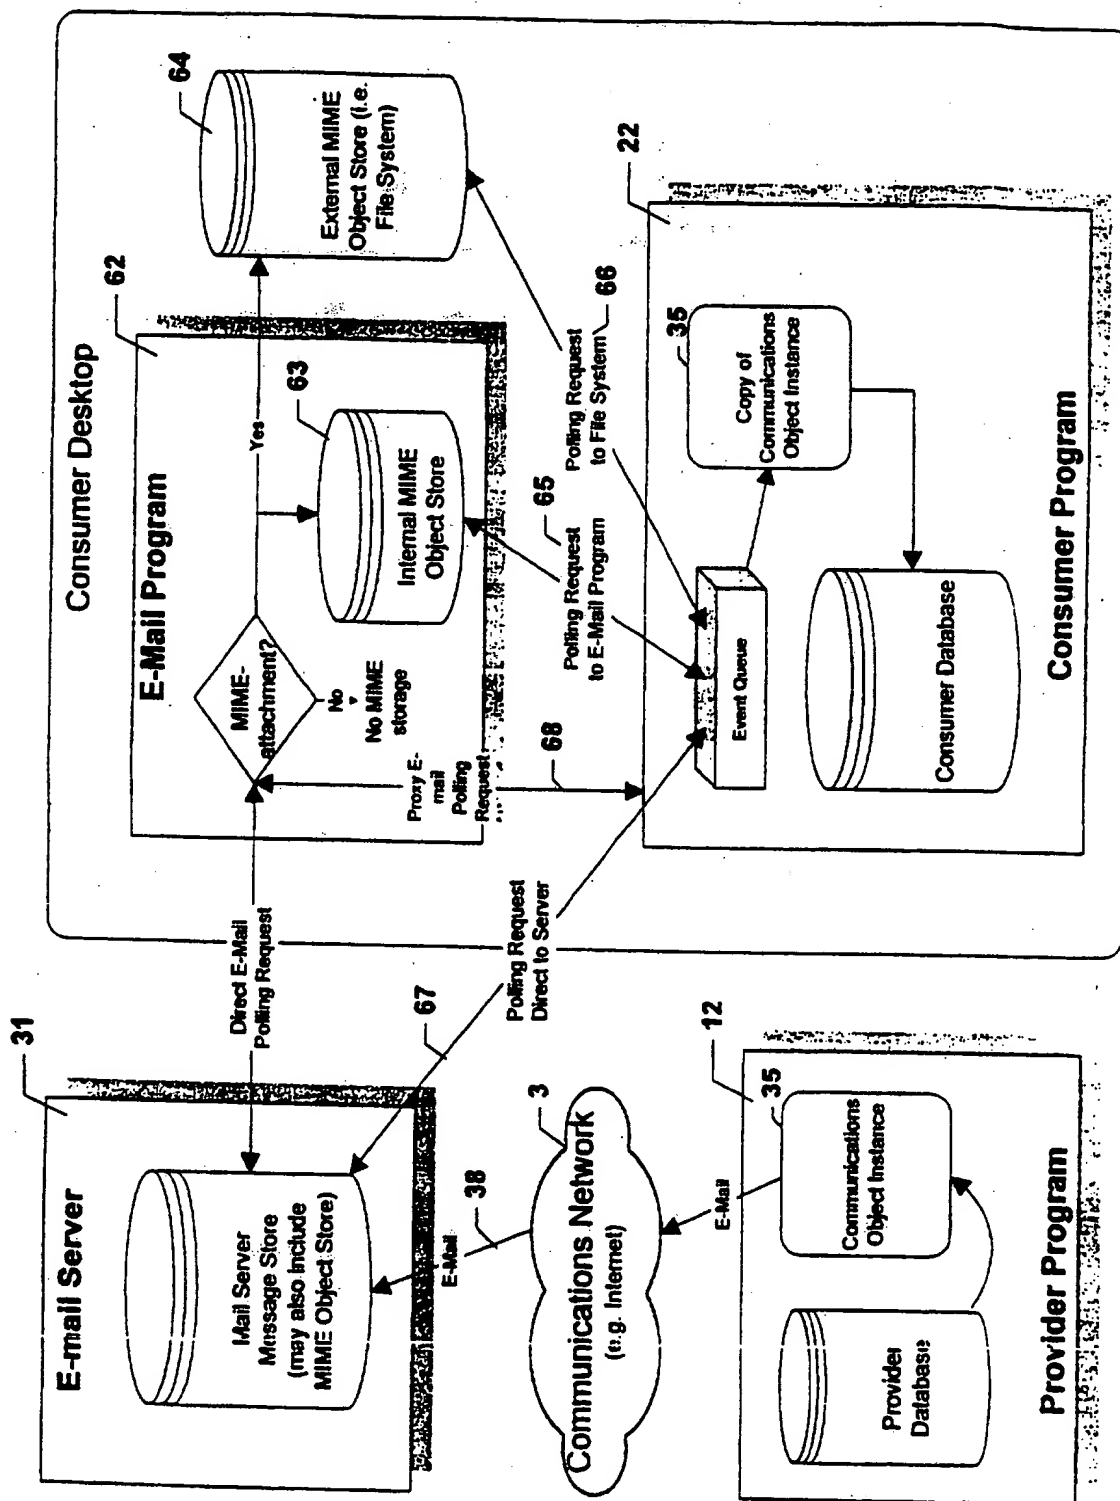 Consumer Desktop
31
E-mail Server
Mail Server
Message Store
(may also include
MIME Object Store)
Direct E-Mail
Polling Request
E-Mail Program
62
MIME-
attachment?
Yes
No
No MIME
storage
63
Internal MIME
Object Store
64
External MIME
Object Store (i.e.
File System)
Proxy E-
mail
Polling
Request
68
67
Polling Request
Direct to Server
65
Polling Request
to E-Mail Program
Polling Request
to File System
66
38
E-Mail
3
Communications Network
(e.g. Internet)
E-Mail
12
35
Communications
Object Instance
Provider
Database
Provider Program
22
Event Queue
35
Copy of
Communications
Object Instance
Consumer Database
Consumer Program